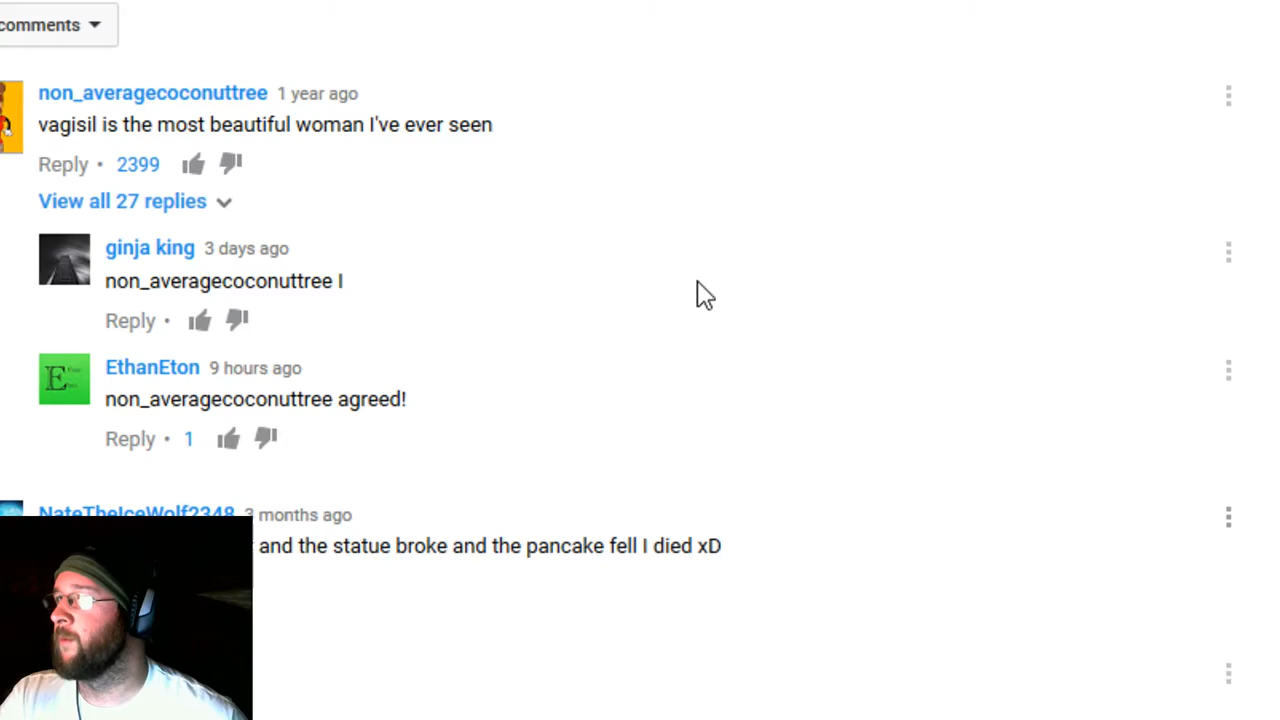 comments
non_averagecoconuttree 1 year ago
vagisil is the most beautiful woman I've ever seen
Reply • 2399
View all 27 replies
ginja king 3 days ago
non_averagecoconuttree I
Reply •
EthanEton 9 hours ago
non_averagecoconuttree agreed!
Reply • 1
NateTheIceWolf2348 3 months ago
and the statue broke and the pancake fell I died xD